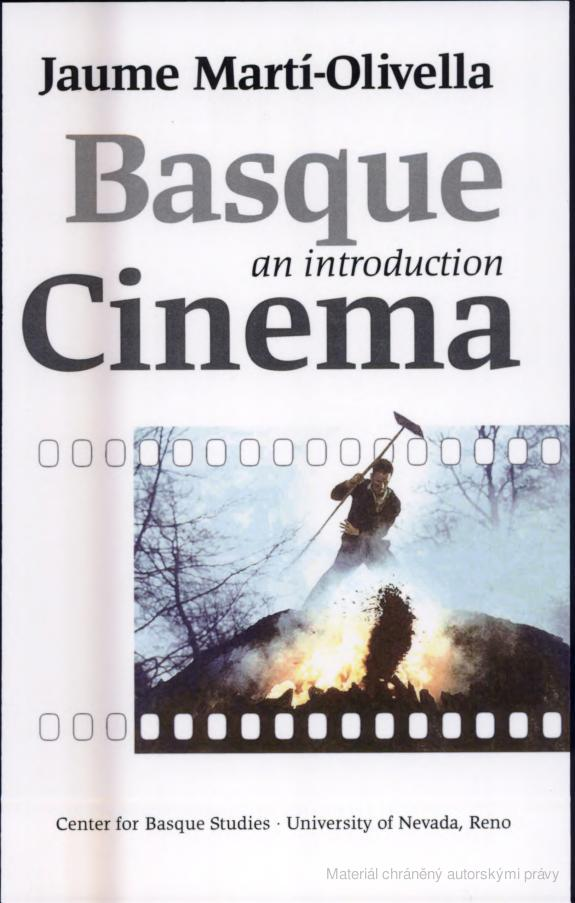 Jaume Martí-Olivella
Basque
an introduction
Cinema
Center for Basque Studies · University of Nevada, Reno
Materiál chráněný autorskými právy